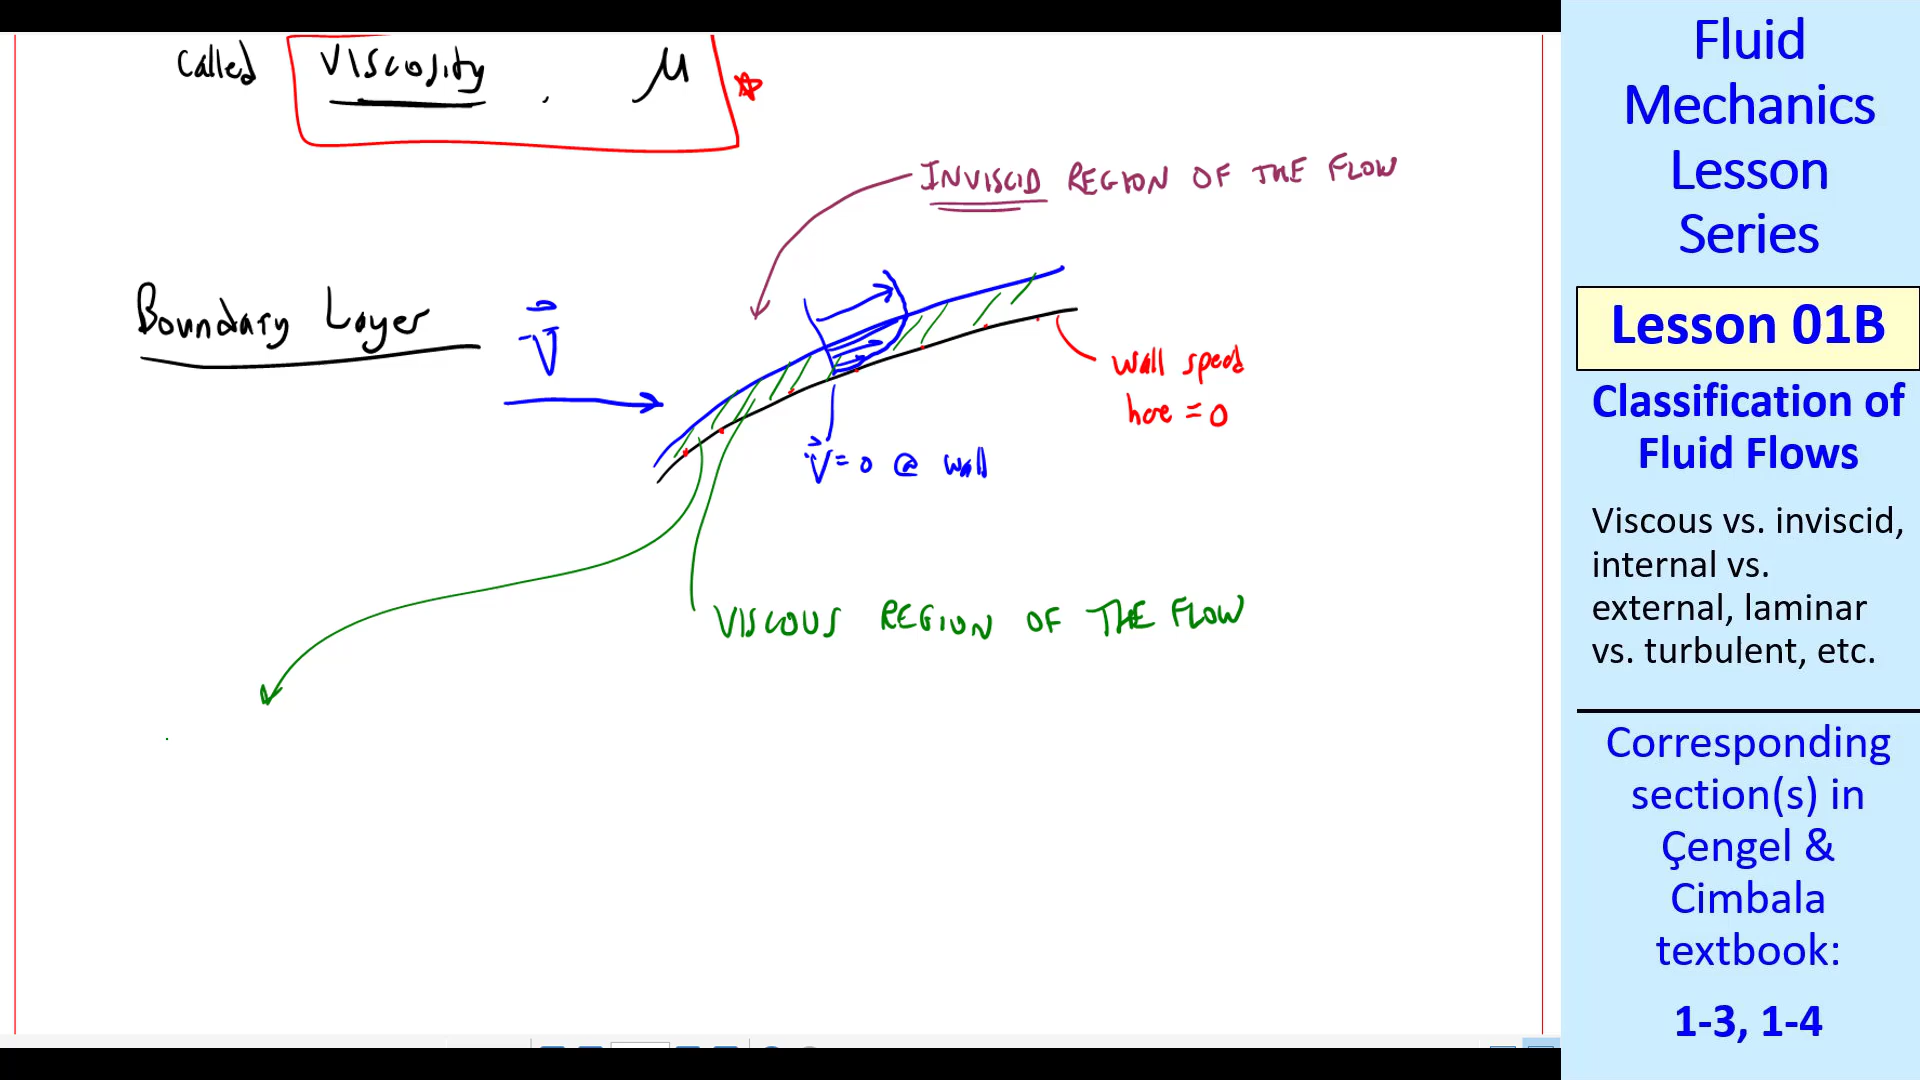 Called Viscosity, μ
INVISCID REGION OF THE FLOW
Boundary Layer
V
Wall speed
here = 0
V = 0 @ wall
VISCOUS REGION OF THE FLOW
Fluid
Mechanics
Lesson
Series
Lesson 01B
Classification of
Fluid Flows
Viscous vs. inviscid,
internal vs.
external, laminar
vs. turbulent, etc.
Corresponding
section(s) in
Çengel &
Cimbala
textbook:
1-3, 1-4